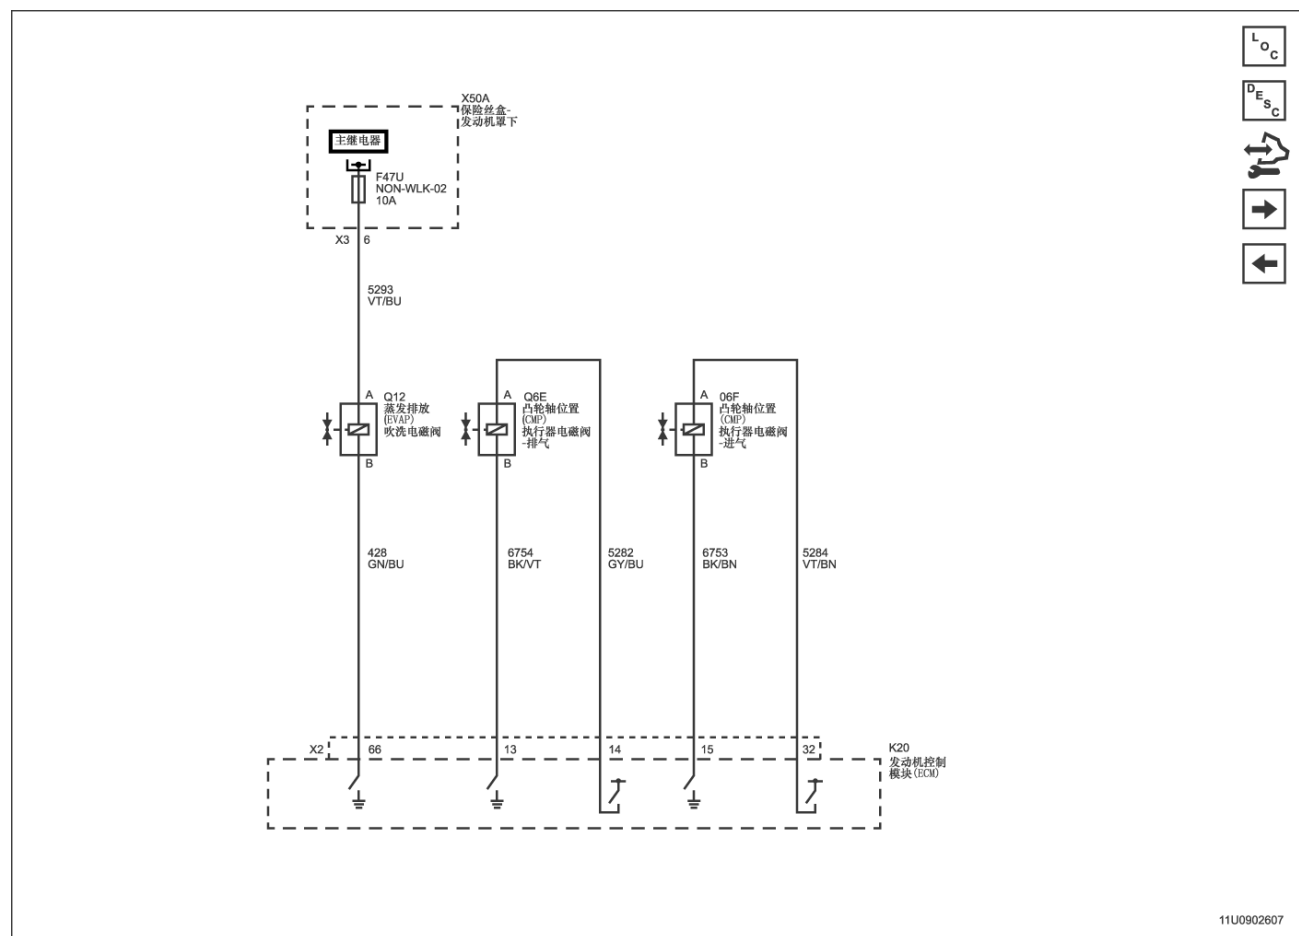 LOC
DESC
X50A
保险丝盒-
发动机罩下
主继电器
F47U
NON-WLK-02
10A
X3 6
5293
VT/BU
A Q12
蒸发排放
(EVAP)
吹洗电磁阀
B
A Q6E
凸轮轴位置
(CMP)
执行器电磁阀
-排气
B
A 06F
凸轮轴位置
(CMP)
执行器电磁阀
-进气
B
428
GN/BU
6754
BK/VT
5282
GY/BU
6753
BK/BN
5284
VT/BN
X2 66 13 14 15 32
K20
发动机控制
模块(ECM)
11U0902607